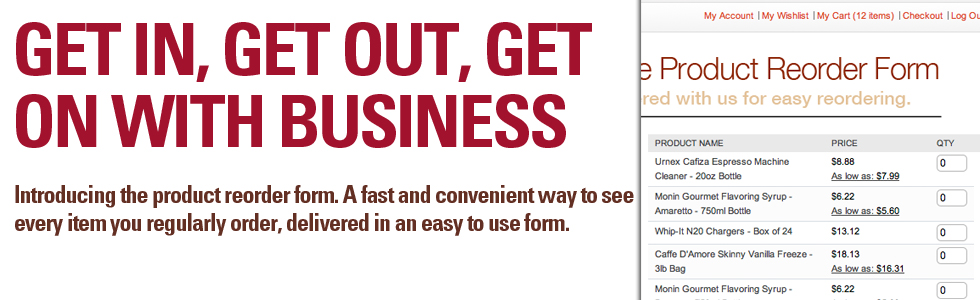 GET IN, GET OUT, GET
ON WITH BUSINESS
Introducing the product reorder form. A fast and convenient way to see
every item you regularly order, delivered in an easy to use form.
My Account | My Wishlist | My Cart (12 items) | Checkout | Log Ou
e Product Reorder Form
red with us for easy reordering.
PRODUCT NAME PRICE QTY
Urnex Cafiza Espresso Machine $8.88 0
Cleaner - 20oz Bottle As low as: $7.99
Monin Gourmet Flavoring Syrup - $6.22 0
Amaretto - 750ml Bottle As low as: $5.60
Whip-It N20 Chargers - Box of 24 $13.12 0
Caffe D'Amore Skinny Vanilla Freeze - $18.13 0
3lb Bag As low as: $16.31
Monin Gourmet Flavoring Syrup - $6.22 0